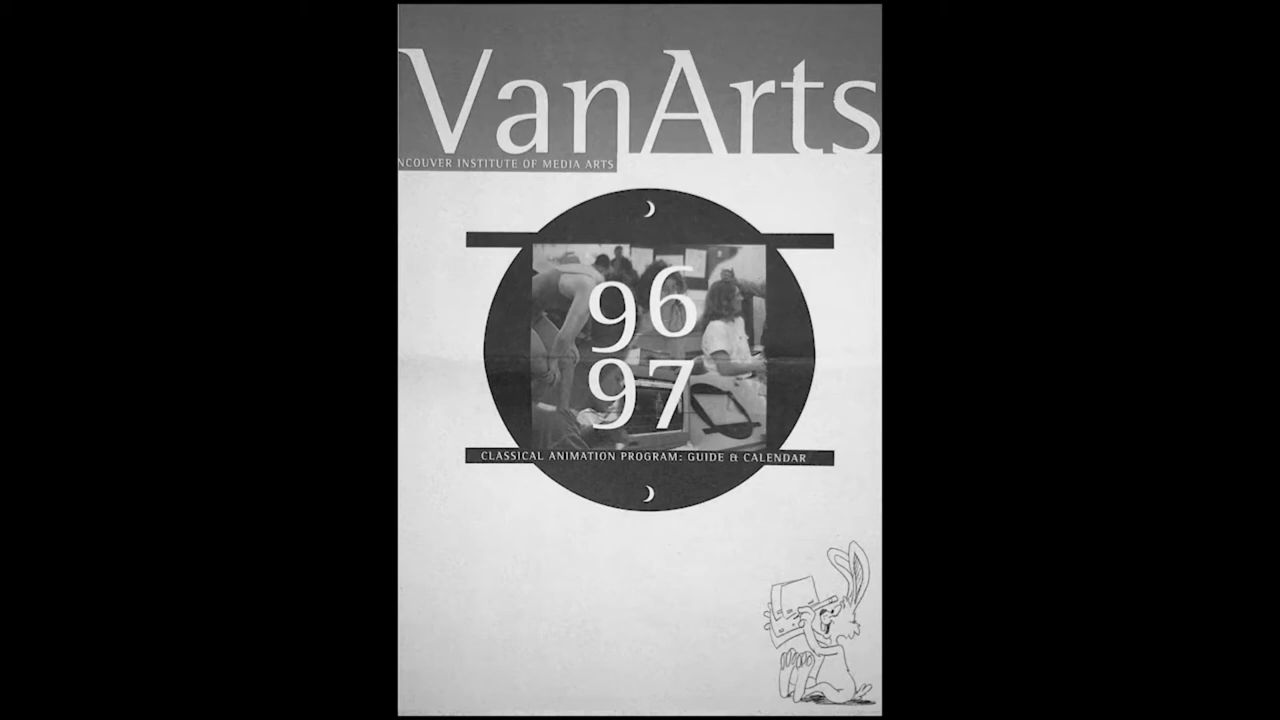 VanArts
NCOUVER INSTITUTE OF MEDIA ARTS
96
97
CLASSICAL ANIMATION PROGRAM: GUIDE & CALENDAR